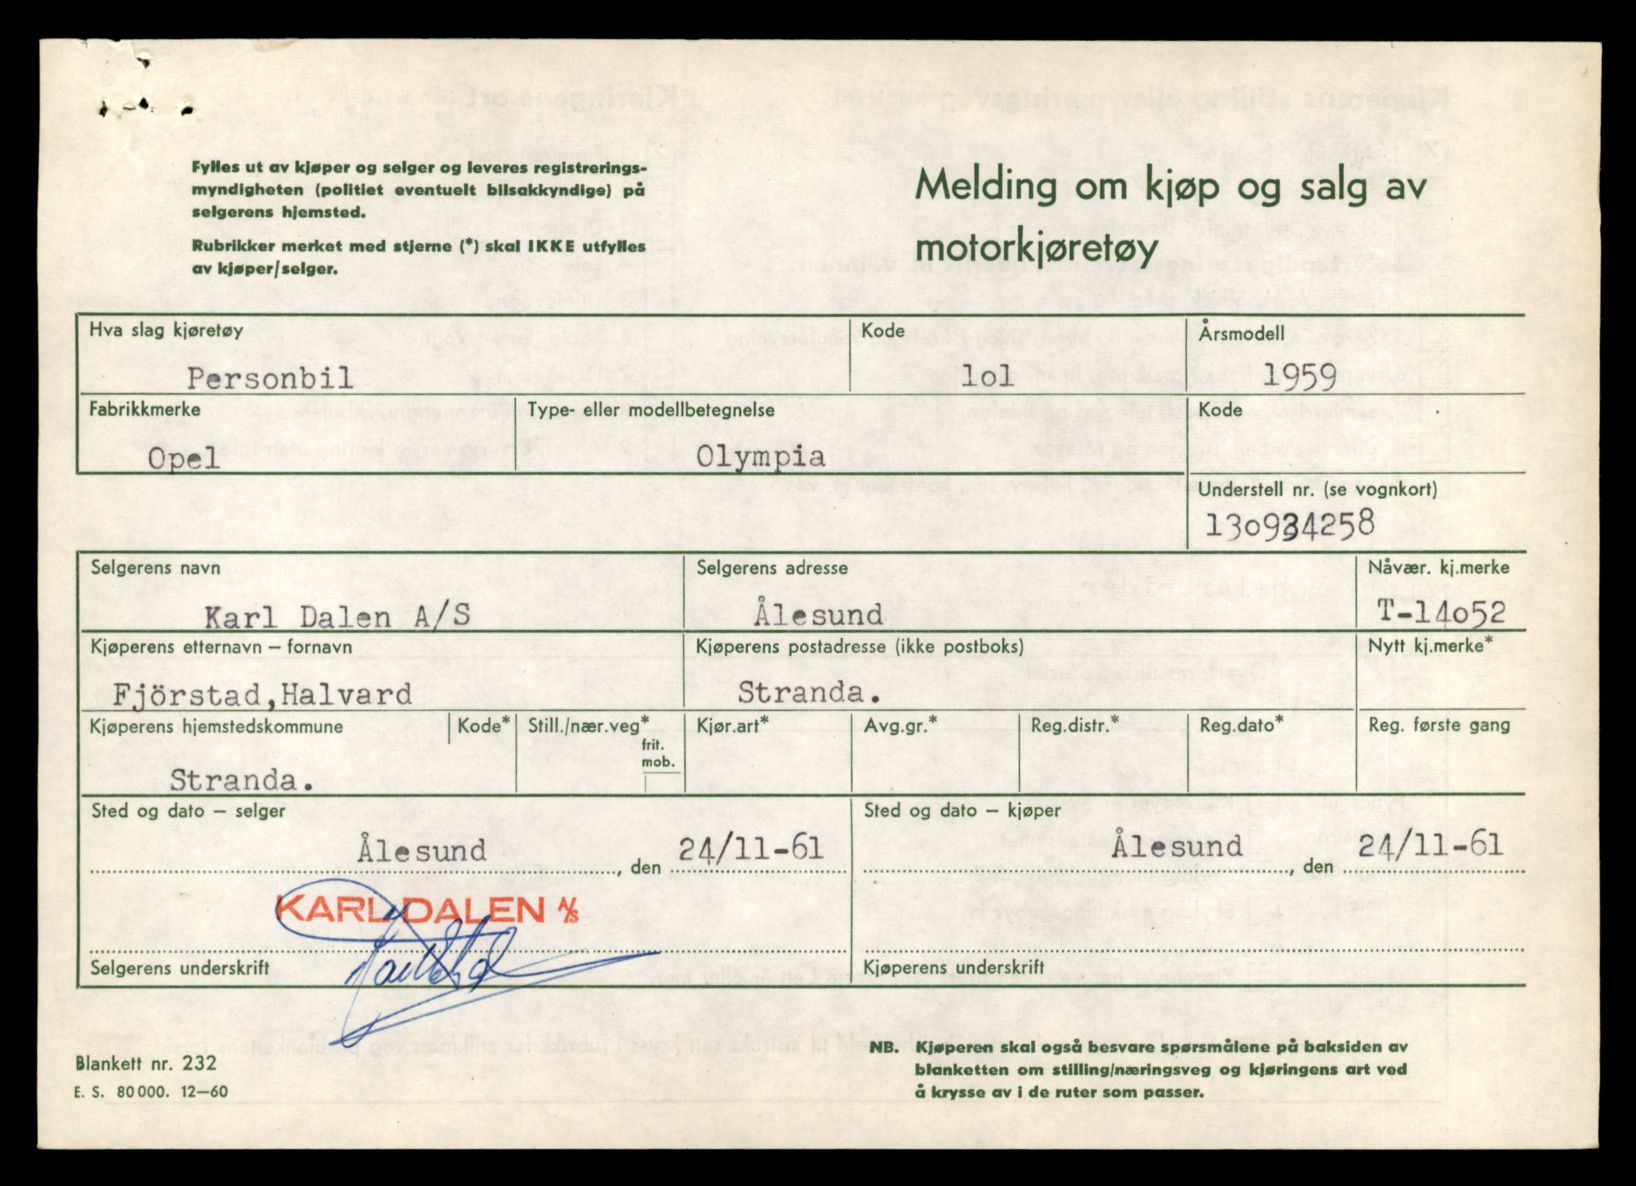 Fylles ut av kjøper og selger og leveres registrerings-
myndigheten (politiet eventuelt bilsakkyndige) på
selgerens hjemsted.
Rubrikker merket med stjerne (*) skal IKKE utfylles
av kjøper/selger.
Melding om kjøp og salg av
motorkjøretøy
Hva slag kjøretøy Kode Årsmodell
Personbil lol 1959
Fabrikkmerke Type- eller modellbetegnelse Kode
Opel Olympia
Understell nr. (se vognkort)
130934258
Selgerens navn Selgerens adresse Nåvær. kj.merke
Karl Dalen A/S Ålesund T-14o52
Kjøperens etternavn – fornavn Kjøperens postadresse (ikke postboks) Nytt kj.merke*
Fjörstad,Halvard Stranda.
Kjøperens hjemstedskommune Kode* Still./nær.veg* Kjør.art* Avg.gr.* Reg.distr.* Reg.dato* Reg. første gang
frit.
mob.
Stranda.
Sted og dato – selger Sted og dato – kjøper
Ålesund , den 24/11-61 Ålesund , den 24/11-61
KARL DALEN A/S
Selgerens underskrift Kjøperens underskrift
Blankett nr. 232
E. S. 80 000. 12–60
NB. Kjøperen skal også besvare spørsmålene på baksiden av
blanketten om stilling/næringsveg og kjøringens art ved
å krysse av i de ruter som passer.